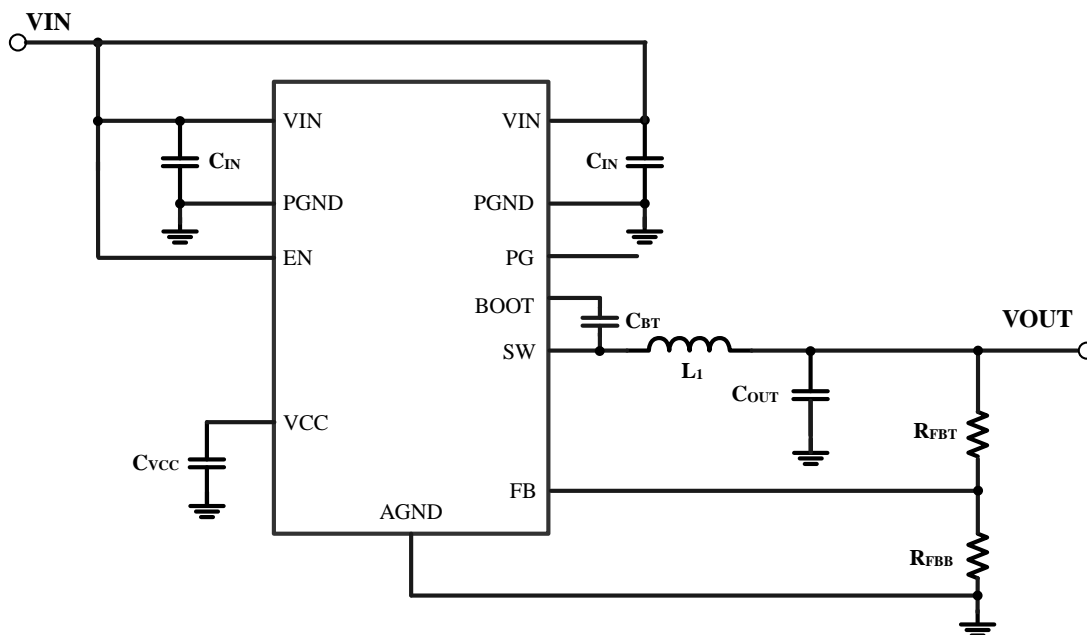 VIN
VIN
VIN
CIN
CIN
PGND
PGND
EN
PG
BOOT
CBT
VOUT
SW
L1
COUT
VCC
RFBT
CVCC
FB
AGND
RFBB